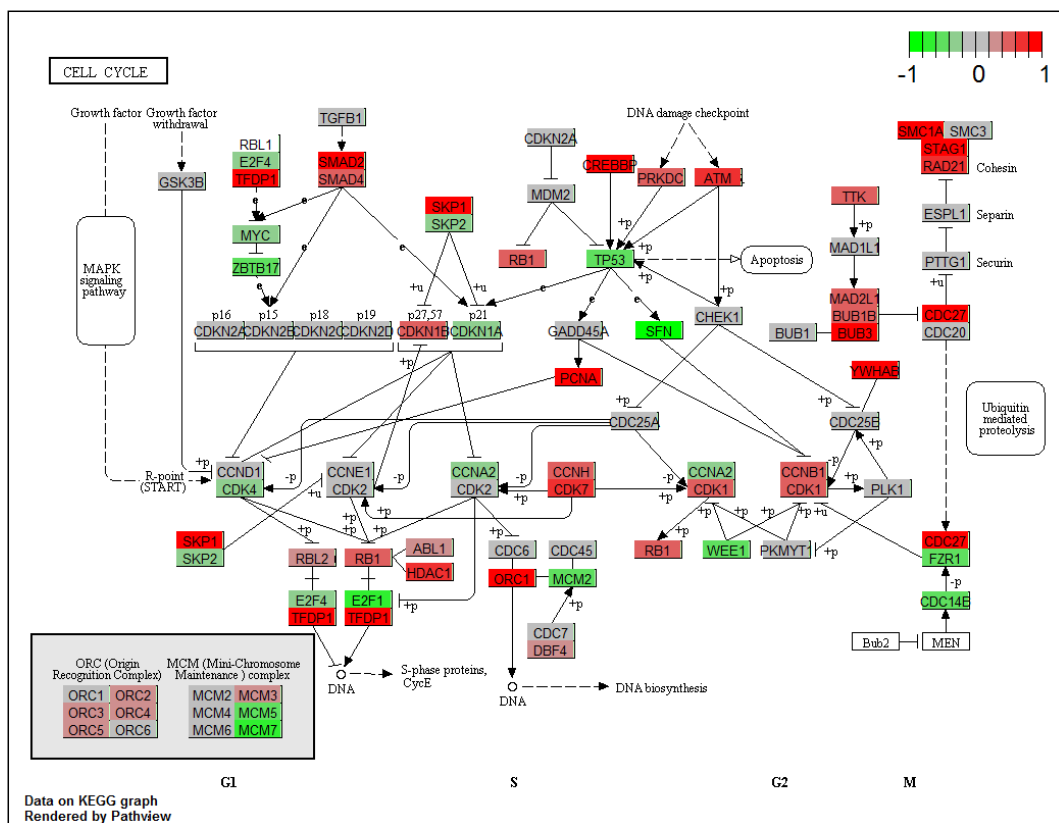 -1 0 1
CELL CYCLE
Growth factor
Growth factor
withdrawal
TGFB1
DNA damage checkpoint
RBL1
E2F4
TFDP1
SMAD2
SMAD4
GSK3B
CDKN2A
CREBBP
PRKDC
ATM
SMC1A
SMC3
STAG1
RAD21
Cohesin
MDM2
TTK
SKP1
SKP2
MYC
ZBTB17
RB1
TP53
Apoptosis
MAD1L1
ESPL1
Separin
PTTG1
Securin
MAPK
signaling
pathway
e
e
e
e
e
e
e
+u
+u
+p
+p
+p
+p
+p
+u
p16
p15
p18
p19
p27,57
p21
CDKN2A
CDKN2B
CDKN2C
CDKN2D
CDKN1B
CDKN1A
GADD45A
SFN
CHEK1
MAD2L1
BUB1B
BUB3
BUB1
CDC27
CDC20
+p
PCNA
YWHAB
CDC25A
CDC25B
+p
+p
Ubiquitin
mediated
proteolysis
R-point
(START)
+p
CCND1
CDK4
-p
CCNE1
CDK2
-p
+u
CCNA2
CDK2
-p
+p
CCNH
CDK7
-p
+p
CCNA2
CDK1
CCNB1
CDK1
-p
+p
+p
PLK1
SKP1
SKP2
+p
+p
+p
+p
+p
+p
+p
+p
+p
+u
+p
RBL2
RB1
ABL1
HDAC1
CDC6
CDC45
ORC1
MCM2
RB1
WEE1
PKMYT1
CDC27
FZR1
-p
CDC14B
E2F4
TFDP1
E2F1
TFDP1
+p
+p
CDC7
DBF4
Bub2
MEN
DNA
S-phase proteins,
CycE
DNA
DNA biosynthesis
ORC (Origin
Recognition Complex)
MCM (Mini-Chromosome
Maintenance ) complex
ORC1 ORC2
ORC3 ORC4
ORC5 ORC6
MCM2 MCM3
MCM4 MCM5
MCM6 MCM7
G1
S
G2
M
Data on KEGG graph
Rendered by Pathview